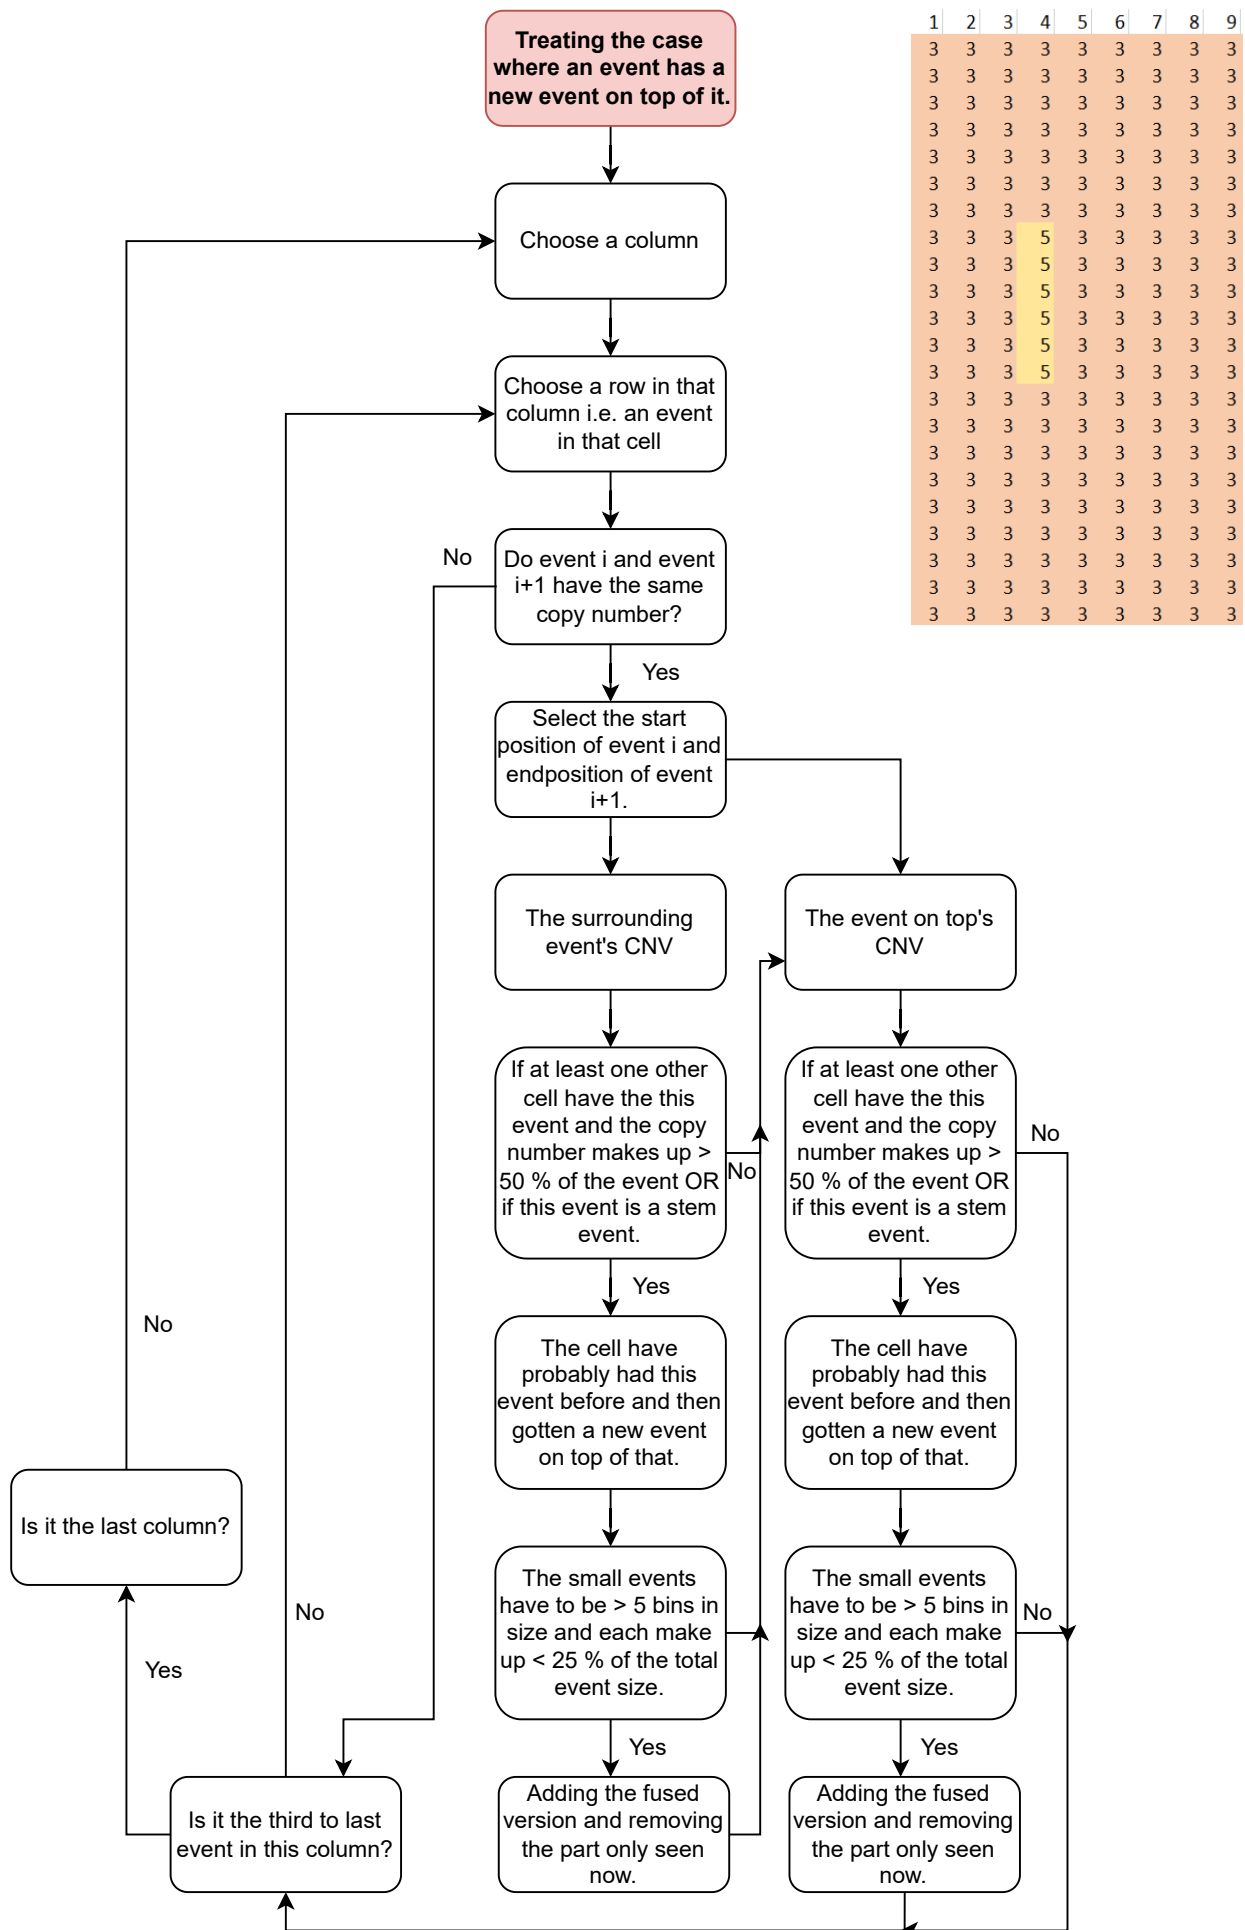 Treating the case
where an event has a
new event on top of it.
1 2 3 4 5 6 7 8 9
3 3 3 3 3 3 3 3 3
3 3 3 3 3 3 3 3 3
3 3 3 3 3 3 3 3 3
3 3 3 3 3 3 3 3 3
3 3 3 3 3 3 3 3 3
3 3 3 3 3 3 3 3 3
3 3 3 3 3 3 3 3 3
3 3 3 5 3 3 3 3 3
3 3 3 5 3 3 3 3 3
3 3 3 5 3 3 3 3 3
3 3 3 5 3 3 3 3 3
3 3 3 5 3 3 3 3 3
3 3 3 5 3 3 3 3 3
3 3 3 3 3 3 3 3 3
3 3 3 3 3 3 3 3 3
3 3 3 3 3 3 3 3 3
3 3 3 3 3 3 3 3 3
3 3 3 3 3 3 3 3 3
3 3 3 3 3 3 3 3 3
3 3 3 3 3 3 3 3 3
3 3 3 3 3 3 3 3 3
3 3 3 3 3 3 3 3 3
Choose a column
Choose a row in that
column i.e. an event
in that cell
No
Do event i and event
i+1 have the same
copy number?
Yes
Select the start
position of event i and
endposition of event
i+1.
The surrounding
event's CNV
The event on top's
CNV
If at least one other
cell have the this
event and the copy
number makes up >
50 % of the event OR
if this event is a stem
event.
No
If at least one other
cell have the this
event and the copy
number makes up >
50 % of the event OR
if this event is a stem
event.
No
Yes
Yes
The cell have
probably had this
event before and then
gotten a new event
on top of that.
The cell have
probably had this
event before and then
gotten a new event
on top of that.
No
Is it the last column?
The small events
have to be > 5 bins in
size and each make
up < 25 % of the total
event size.
The small events
have to be > 5 bins in
size and each make
up < 25 % of the total
event size.
No
No
Yes
Yes
Yes
Is it the third to last
event in this column?
Adding the fused
version and removing
the part only seen
now.
Adding the fused
version and removing
the part only seen
now.